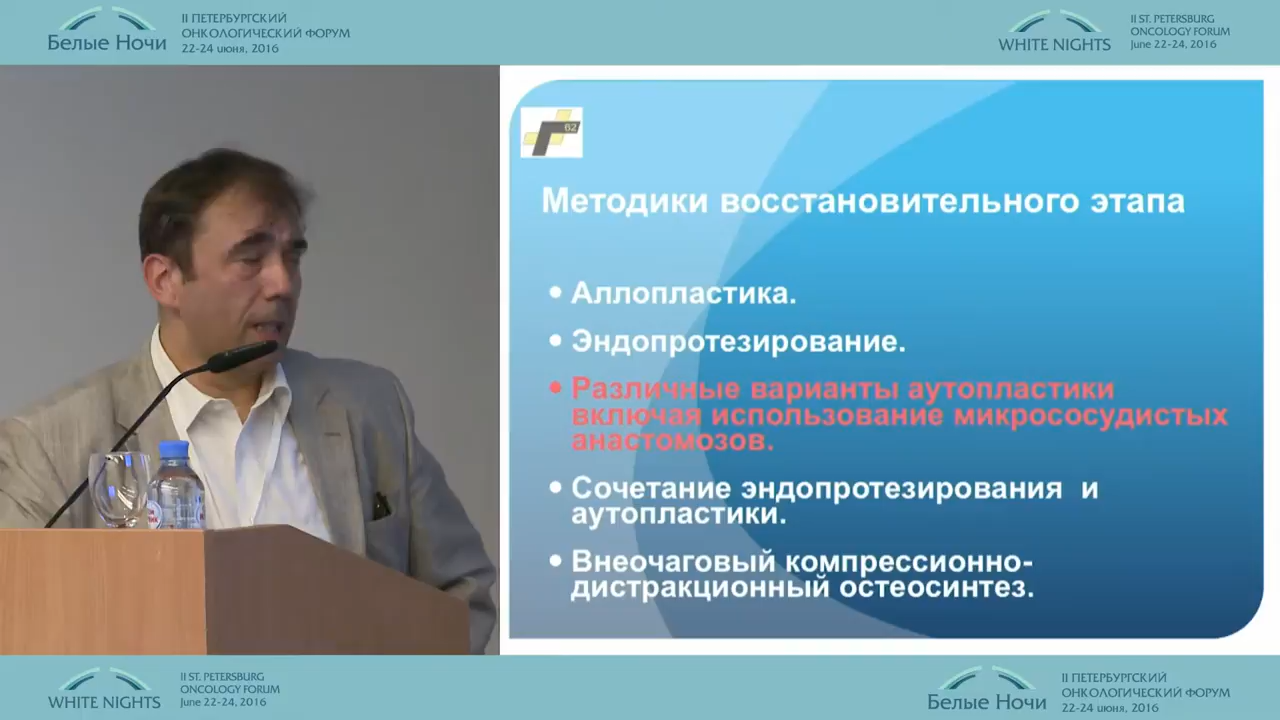 Белые Ночи
II ПЕТЕРБУРГСКИЙ
ОНКОЛОГИЧЕСКИЙ ФОРУМ
22-24 июня, 2016
WHITE NIGHTS
II ST. PETERSBURG
ONCOLOGY FORUM
June 22-24, 2016
62
Методики восстановительного этапа
• Аллопластика.
• Эндопротезирование.
• Различные варианты аутопластики
включая использование микрососудистых
анастомозов.
• Сочетание эндопротезирования и
аутопластики.
• Внеочаговый компрессионно-
дистракционный остеосинтез.
WHITE NIGHTS
II ST. PETERSBURG
ONCOLOGY FORUM
June 22-24, 2016
Белые Ночи
II ПЕТЕРБУРГСКИЙ
ОНКОЛОГИЧЕСКИЙ ФОРУМ
22-24 июня, 2016